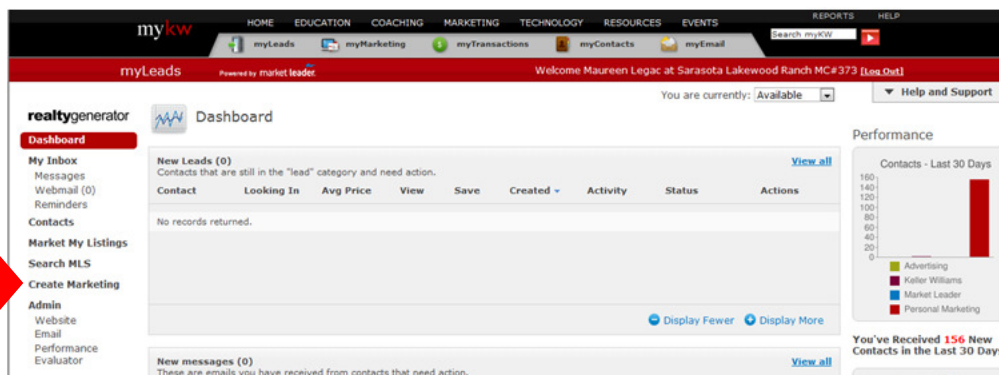 REPORTS HELP
mykw HOME EDUCATION COACHING MARKETING TECHNOLOGY RESOURCES EVENTS
Search myKW
myLeads myMarketing myTransactions myContacts myEmail
myLeads Powered by market leader. Welcome Maureen Legac at Sarasota Lakewood Ranch MC#373 [Log Out]
You are currently: Available Help and Support
realtygenerator Dashboard
Performance
Dashboard
My Inbox
Messages
Webmail (0)
Reminders
Contacts
Market My Listings
Search MLS
Create Marketing
Admin
Website
Email
Performance
Evaluator
New Leads (0) View all
Contacts that are still in the "lead" category and need action.
Contact Looking In Avg Price View Save Created Activity Status Actions
No records returned.
Display Fewer Display More
New messages (0) View all
These are emails you have received from contacts that need action.
Contacts - Last 30 Days
160
140
120
100
80
60
40
20
0
Advertising
Keller Williams
Market Leader
Personal Marketing
You've Received 156 New
Contacts in the Last 30 Days